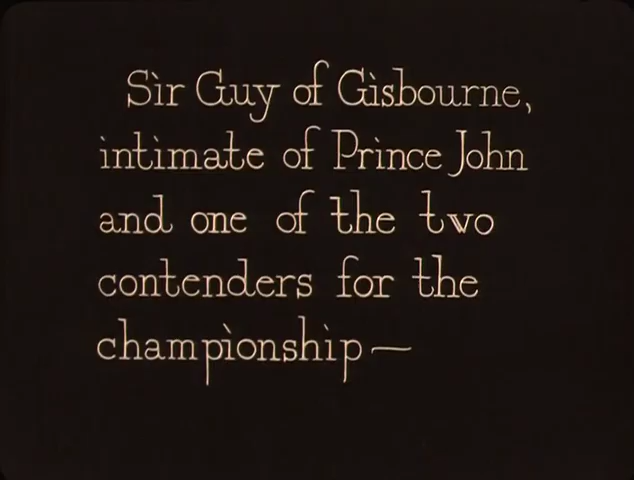 Sir Guy of Gisbourne,
intimate of Prince John
and one of the two
contenders for the
championship—